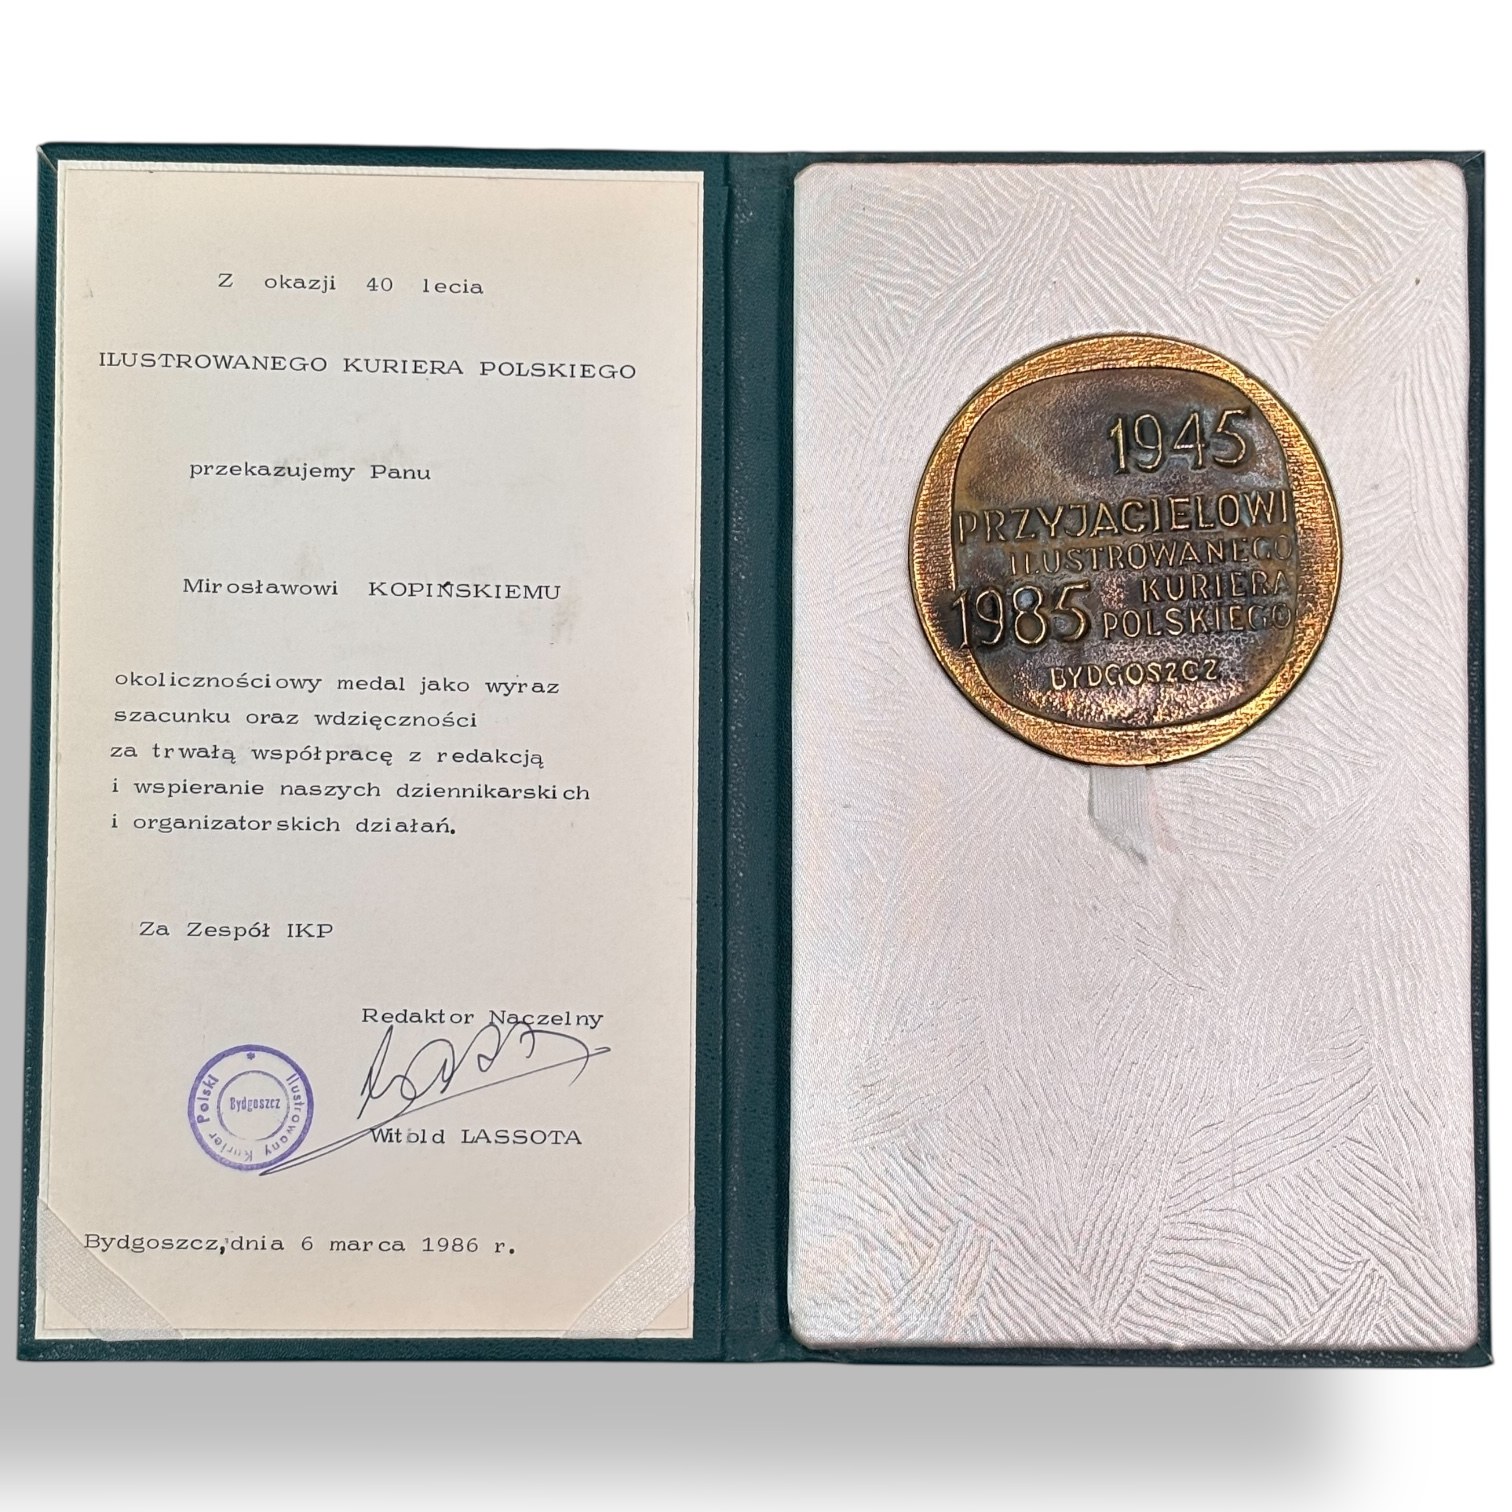 Z okazji 40 lecia
ILUSTROWANEGO KURIERA POLSKIEGO
przekazujemy Panu
Mirosławowi KOPIŃSKIEMU
okolicznościowy medal jako wyraz
szacunku oraz wdzięczności
za trwałą współpracę z redakcją
i wspieranie naszych dziennikarskich
i organizatorskich działań.
Za Zespół IKP
Redaktor Naczelny
Ilustrowany Kurier Polski
Bydgoszcz
Witold LASSOTA
Bydgoszcz, dnia 6 marca 1986 r.
1945
PRZYJACIELOWI
ILUSTROWANEGO
KURIERA
1985 POLSKIEGO
BYDGOSZCZ